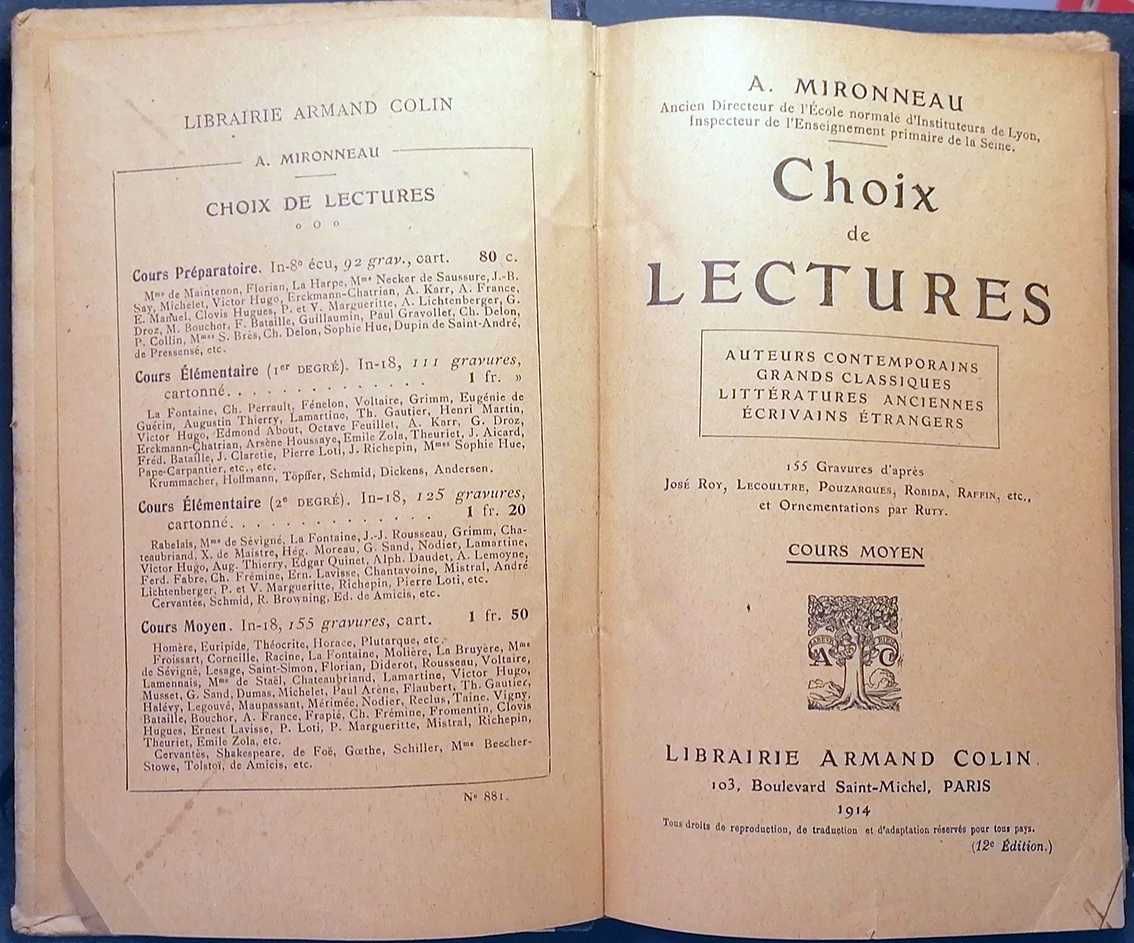 LIBRAIRIE ARMAND COLIN
A. MIRONNEAU
CHOIX DE LECTURES
Cours Préparatoire. In-8º écu, 92 grav., cart. 80 c.
Mme de Maintenon, Florian, La Harpe, Mme Necker de Saussure, J.-B.
Say, Michelet, Victor Hugo, Erckmann-Chatrian, A. Karr, A. France,
E. Manuel, Clovis Hugues, P. et V. Margueritte, A. Lichtenberger, G.
Droz, M. Bouchor, F. Bataille, Guillaumin, Paul Gravollet, Ch. Delon,
P. Collin, Mmes S. Brès, Ch. Delon, Sophie Hue, Dupin de Saint-André,
de Pressensé, etc.
Cours Élémentaire (1er DEGRÉ). In-18, 111 gravures,
cartonné. . . . . . . . . . . . . . 1 fr. »
La Fontaine, Ch. Perrault, Fénelon, Voltaire, Grimm, Eugénie de
Guérin, Augustin Thierry, Lamartine, Th. Gautier, Henri Martin,
Victor Hugo, Edmond About, Octave Feuillet, A. Karr, G. Droz,
Erckmann-Chatrian, Arsène Houssaye, Emile Zola, Theuriet, J. Aicard,
Fréd. Bataille, J. Claretie, Pierre Loti, J. Richepin, Mmes Sophie Hue,
Pape-Carpantier, etc., etc.
Krummacher, Hoffmann, Töpffer, Schmid, Dickens, Andersen.
Cours Élémentaire (2e DEGRÉ). In-18, 125 gravures,
cartonné. . . . . . . . . . . . . . 1 fr. 20
Rabelais, Mme de Sévigné, La Fontaine, J.-J. Rousseau, Grimm, Cha-
teaubriand, X. de Maistre, Hég. Moreau, G. Sand, Nodier, Lamartine,
Victor Hugo, Aug. Thierry, Edgar Quinet, Alph. Daudet, A. Lemoyne,
Ferd. Fabre, Ch. Frémine, Ern. Lavisse, Chantavoine, Mistral, André
Lichtenberger, P. et V. Margueritte, Richepin, Pierre Loti, etc.
Cervantès, Schmid, R. Browning, Ed. de Amicis, etc.
Cours Moyen. In-18, 155 gravures, cart. 1 fr. 50
Homère, Euripide, Théocrite, Horace, Plutarque, etc.
Froissart, Corneille, Racine, La Fontaine, Molière, La Bruyère, Mme
de Sévigné, Lesage, Saint-Simon, Florian, Diderot, Rousseau, Voltaire,
Lamennais, Mme de Staël, Chateaubriand, Lamartine, Victor Hugo,
Musset, G. Sand, Dumas, Michelet, Paul Arène, Flaubert, Th. Gautier,
Halévy, Legouvé, Maupassant, Mérimée, Nodier, Reclus, Taine, Vigny,
Bataille, Bouchor, A. France, Frapié, Ch. Frémine, Fromentin, Clovis
Hugues, Ernest Lavisse, P. Loti, P. Margueritte, Mistral, Richepin,
Theuriet, Emile Zola, etc.
Cervantès, Shakespeare, de Foë, Gœthe, Schiller, Mme Beecher-
Stowe, Tolstoï, de Amicis, etc.
Nº 881.
A. MIRONNEAU
Ancien Directeur de l'École normale d'Instituteurs de Lyon,
Inspecteur de l'Enseignement primaire de la Seine.
Choix
de
LECTURES
AUTEURS CONTEMPORAINS
GRANDS CLASSIQUES
LITTÉRATURES ANCIENNES
ÉCRIVAINS ÉTRANGERS
155 Gravures d'après
José Roy, Lecoultre, Pouzargues, Robida, Raffin, etc.,
et Ornementations par Ruty.
COURS MOYEN
A C
LIBRAIRIE ARMAND COLIN
103, Boulevard Saint-Michel, PARIS
1914
Tous droits de reproduction, de traduction et d'adaptation réservés pour tous pays.
(12e Édition.)